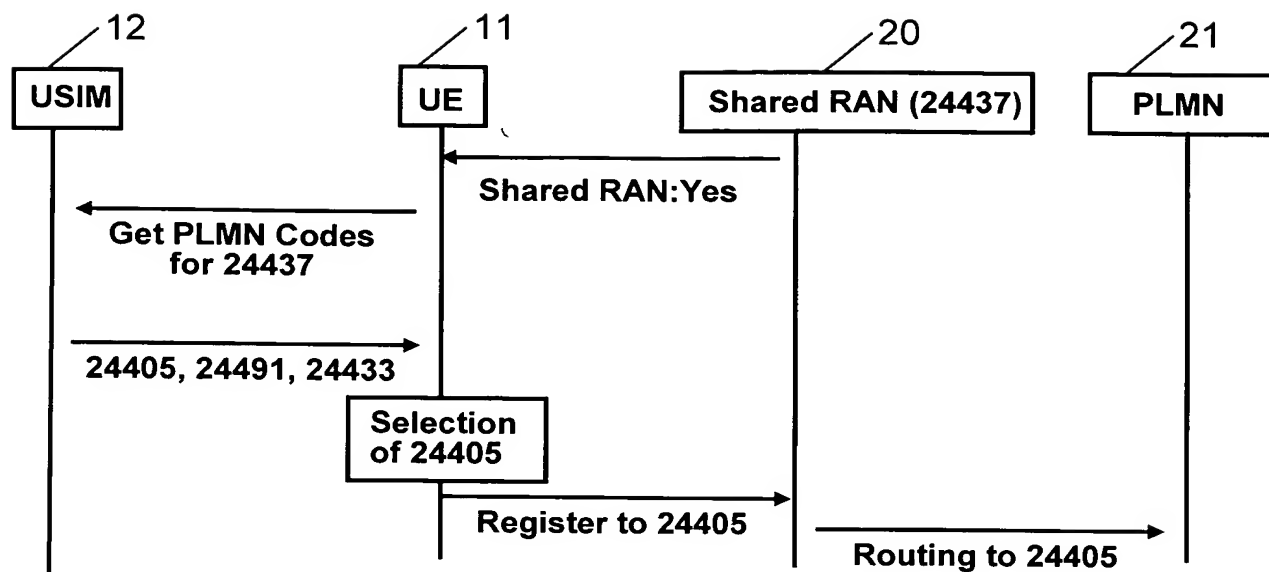 12
11
20
21
USIM
UE
Shared RAN (24437)
PLMN
Shared RAN:Yes
Get PLMN Codes
for 24437
24405, 24491, 24433
Selection
of 24405
Register to 24405
Routing to 24405